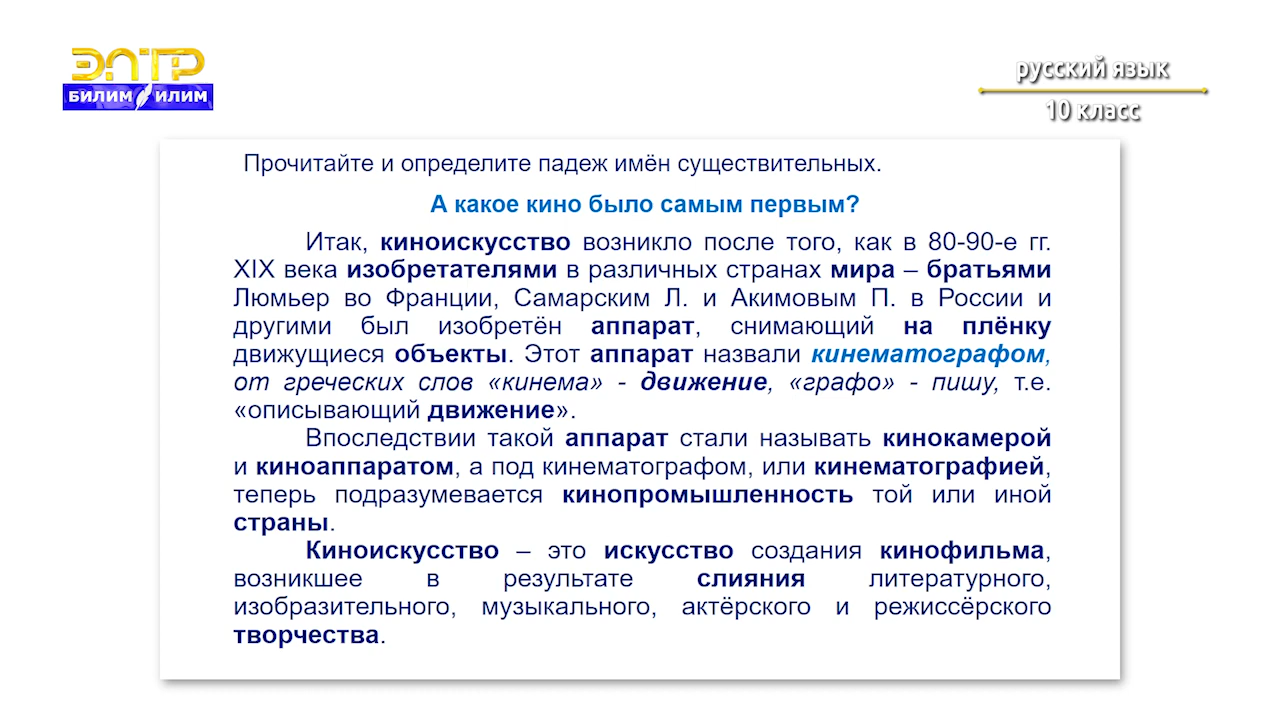 ЭЛТР
БИЛИМ ИЛИМ
русский язык
10 класс
Прочитайте и определите падеж имён существительных.
А какое кино было самым первым?
Итак, киноискусство возникло после того, как в 80-90-е гг.
XIX века изобретателями в различных странах мира – братьями
Люмьер во Франции, Самарским Л. и Акимовым П. в России и
другими был изобретён аппарат, снимающий на плёнку
движущиеся объекты. Этот аппарат назвали кинематографом,
от греческих слов «кинема» - движение, «графо» - пишу, т.е.
«описывающий движение».
Впоследствии такой аппарат стали называть кинокамерой
и киноаппаратом, а под кинематографом, или кинематографией,
теперь подразумевается кинопромышленность той или иной
страны.
Киноискусство – это искусство создания кинофильма,
возникшее в результате слияния литературного,
изобразительного, музыкального, актёрского и режиссёрского
творчества.